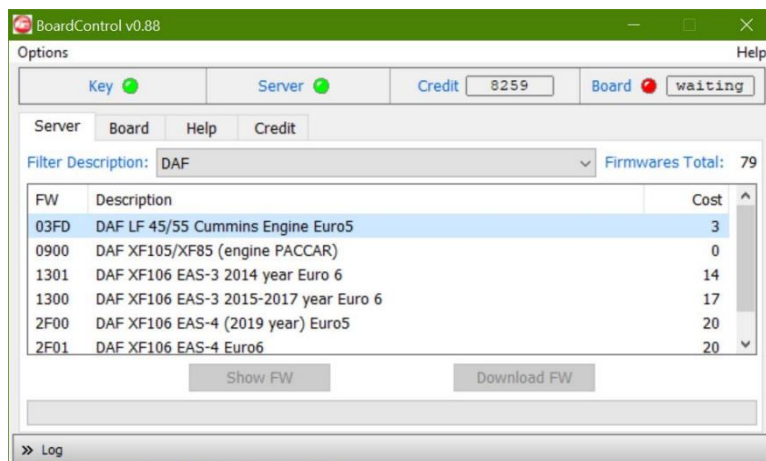 BoardControl v0.88
Options Help
Key Server Credit 8259 Board waiting
Server Board Help Credit
Filter Description: DAF Firmwares Total: 79
FW Description Cost
03FD DAF LF 45/55 Cummins Engine Euro5 3
0900 DAF XF105/XF85 (engine PACCAR) 0
1301 DAF XF106 EAS-3 2014 year Euro 6 14
1300 DAF XF106 EAS-3 2015-2017 year Euro 6 17
2F00 DAF XF106 EAS-4 (2019 year) Euro5 20
2F01 DAF XF106 EAS-4 Euro6 20
Show FW Download FW
» Log